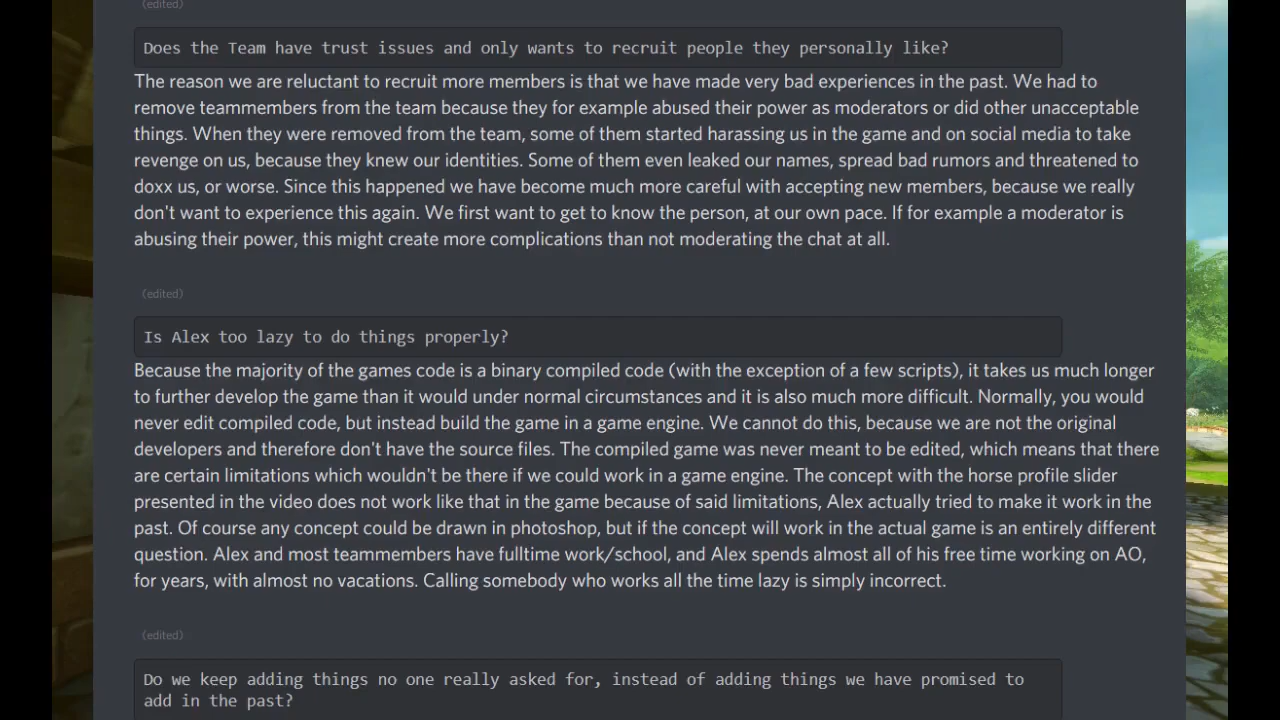 (edited)
Does the Team have trust issues and only wants to recruit people they personally like?
The reason we are reluctant to recruit more members is that we have made very bad experiences in the past. We had to
remove teammembers from the team because they for example abused their power as moderators or did other unacceptable
things. When they were removed from the team, some of them started harassing us in the game and on social media to take
revenge on us, because they knew our identities. Some of them even leaked our names, spread bad rumors and threatened to
doxx us, or worse. Since this happened we have become much more careful with accepting new members, because we really
don't want to experience this again. We first want to get to know the person, at our own pace. If for example a moderator is
abusing their power, this might create more complications than not moderating the chat at all.
(edited)
Is Alex too lazy to do things properly?
Because the majority of the games code is a binary compiled code (with the exception of a few scripts), it takes us much longer
to further develop the game than it would under normal circumstances and it is also much more difficult. Normally, you would
never edit compiled code, but instead build the game in a game engine. We cannot do this, because we are not the original
developers and therefore don't have the source files. The compiled game was never meant to be edited, which means that there
are certain limitations which wouldn't be there if we could work in a game engine. The concept with the horse profile slider
presented in the video does not work like that in the game because of said limitations, Alex actually tried to make it work in the
past. Of course any concept could be drawn in photoshop, but if the concept will work in the actual game is an entirely different
question. Alex and most teammembers have fulltime work/school, and Alex spends almost all of his free time working on AO,
for years, with almost no vacations. Calling somebody who works all the time lazy is simply incorrect.
(edited)
Do we keep adding things no one really asked for, instead of adding things we have promised to
add in the past?